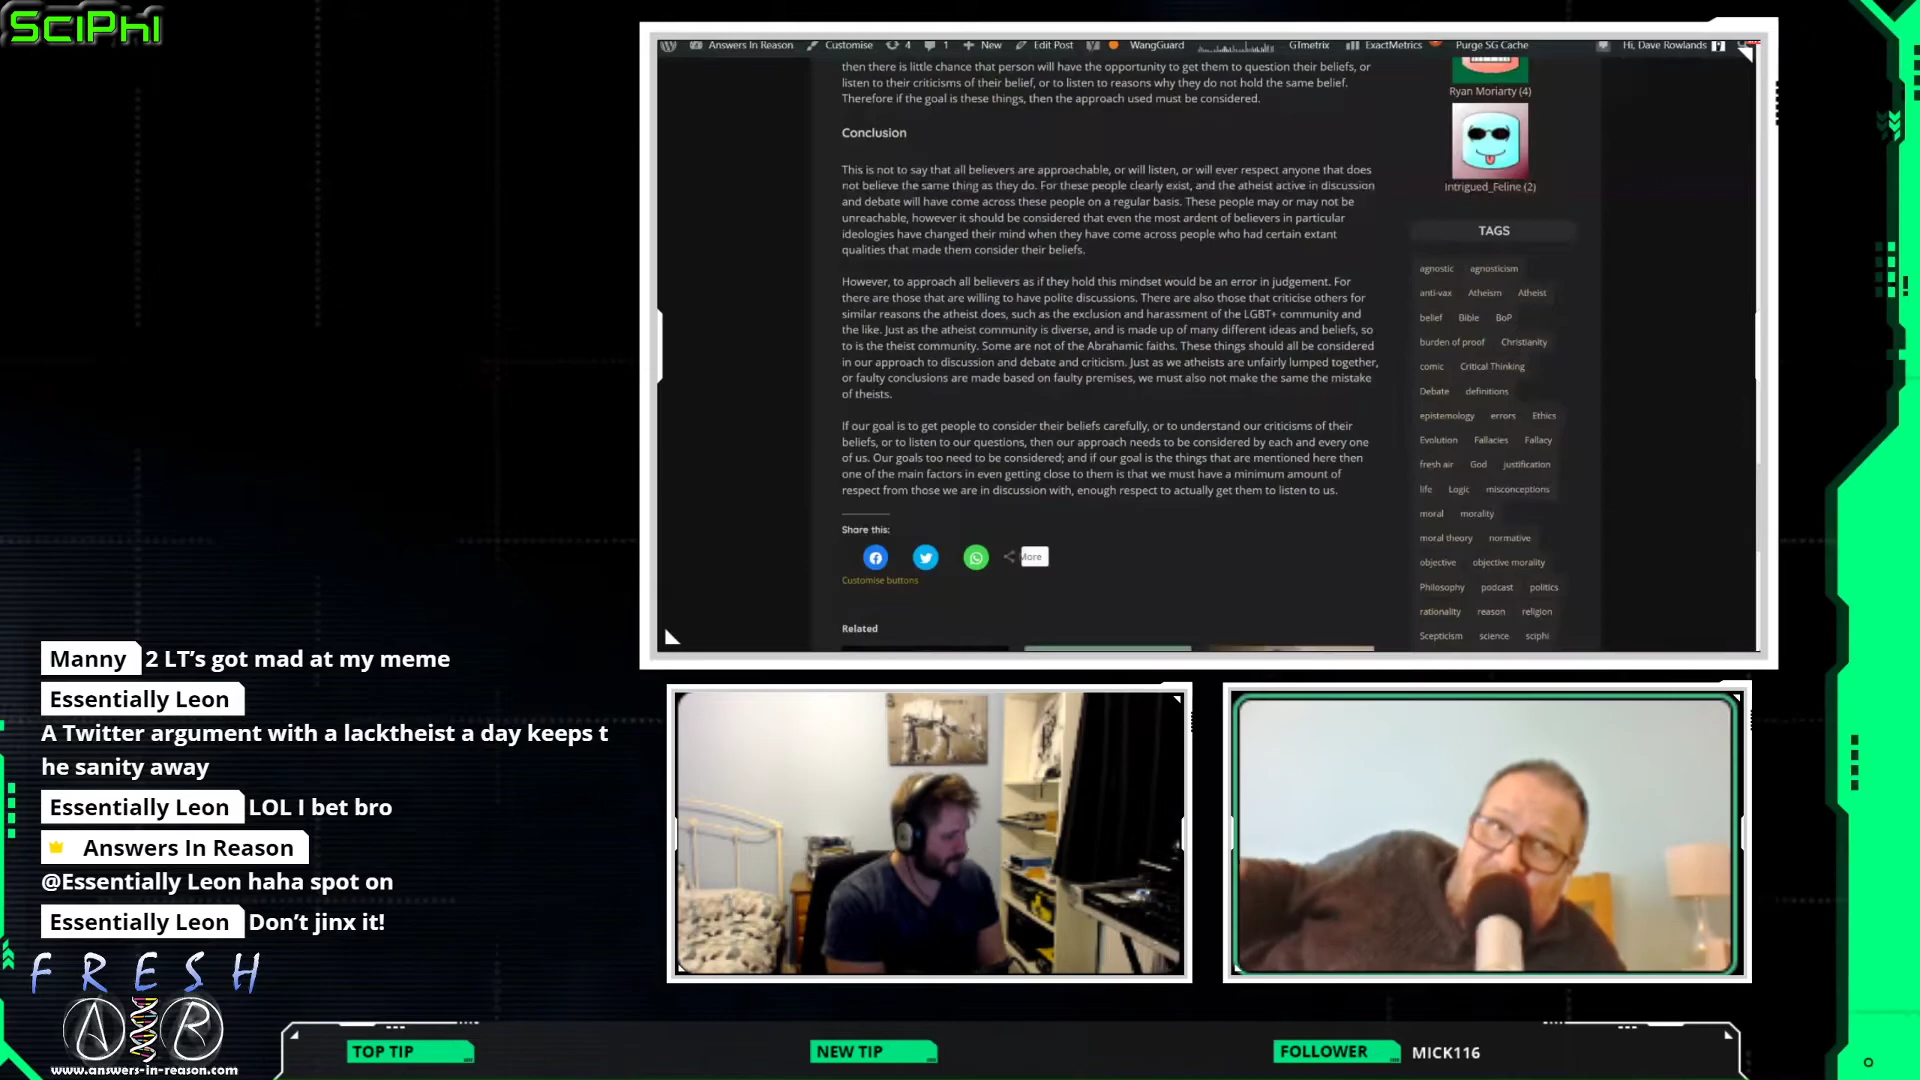 SCIPHI
Answers In Reason
Customise
4
1
New
Edit Post
WangGuard
GTmetrix
ExactMetrics
Purge SG Cache
Hi, Dave Rowlands
then there is little chance that person will have the opportunity to get them to question their beliefs, or
listen to their criticisms of their belief, or to listen to reasons why they do not hold the same belief.
Therefore if the goal is these things, then the approach used must be considered.
Conclusion
This is not to say that all believers are approachable, or will listen, or will ever respect anyone that does
not believe the same thing as they do. For these people clearly exist, and the atheist active in discussion
and debate will have come across these people on a regular basis. These people may or may not be
unreachable, however it should be considered that even the most ardent of believers in particular
ideologies have changed their mind when they have come across people who had certain extant
qualities that made them consider their beliefs.
However, to approach all believers as if they hold this mindset would be an error in judgement. For
there are those that are willing to have polite discussions. There are also those that criticise others for
similar reasons the atheist does, such as the exclusion and harassment of the LGBT+ community and
the like. Just as the atheist community is diverse, and is made up of many different ideas and beliefs, so
to is the theist community. Some are not of the Abrahamic faiths. These things should all be considered
in our approach to discussion and debate and criticism. Just as we atheists are unfairly lumped together,
or faulty conclusions are made based on faulty premises, we must also not make the same the mistake
of theists.
If our goal is to get people to consider their beliefs carefully, or to understand our criticisms of their
beliefs, or to listen to our questions, then our approach needs to be considered by each and every one
of us. Our goals too need to be considered; and if our goal is the things that are mentioned here then
one of the main factors in even getting close to them is that we must have a minimum amount of
respect from those we are in discussion with, enough respect to actually get them to listen to us.
Share this:
More
Customise buttons
Related
Ryan Moriarty (4)
Intrigued_Feline (2)
TAGS
agnostic agnosticism
anti-vax Atheism Atheist
belief Bible BoP
burden of proof Christianity
comic Critical Thinking
Debate definitions
epistemology errors Ethics
Evolution Fallacies Fallacy
fresh air God justification
life Logic misconceptions
moral morality
moral theory normative
objective objective morality
Philosophy podcast politics
rationality reason religion
Scepticism science sciphi
Manny 2 LT's got mad at my meme
Essentially Leon
A Twitter argument with a lacktheist a day keeps t
he sanity away
Essentially Leon LOL I bet bro
Answers In Reason
@Essentially Leon haha spot on
Essentially Leon Don't jinx it!
FRESH
A R
www.answers-in-reason.com
TOP TIP
NEW TIP
FOLLOWER MICK116